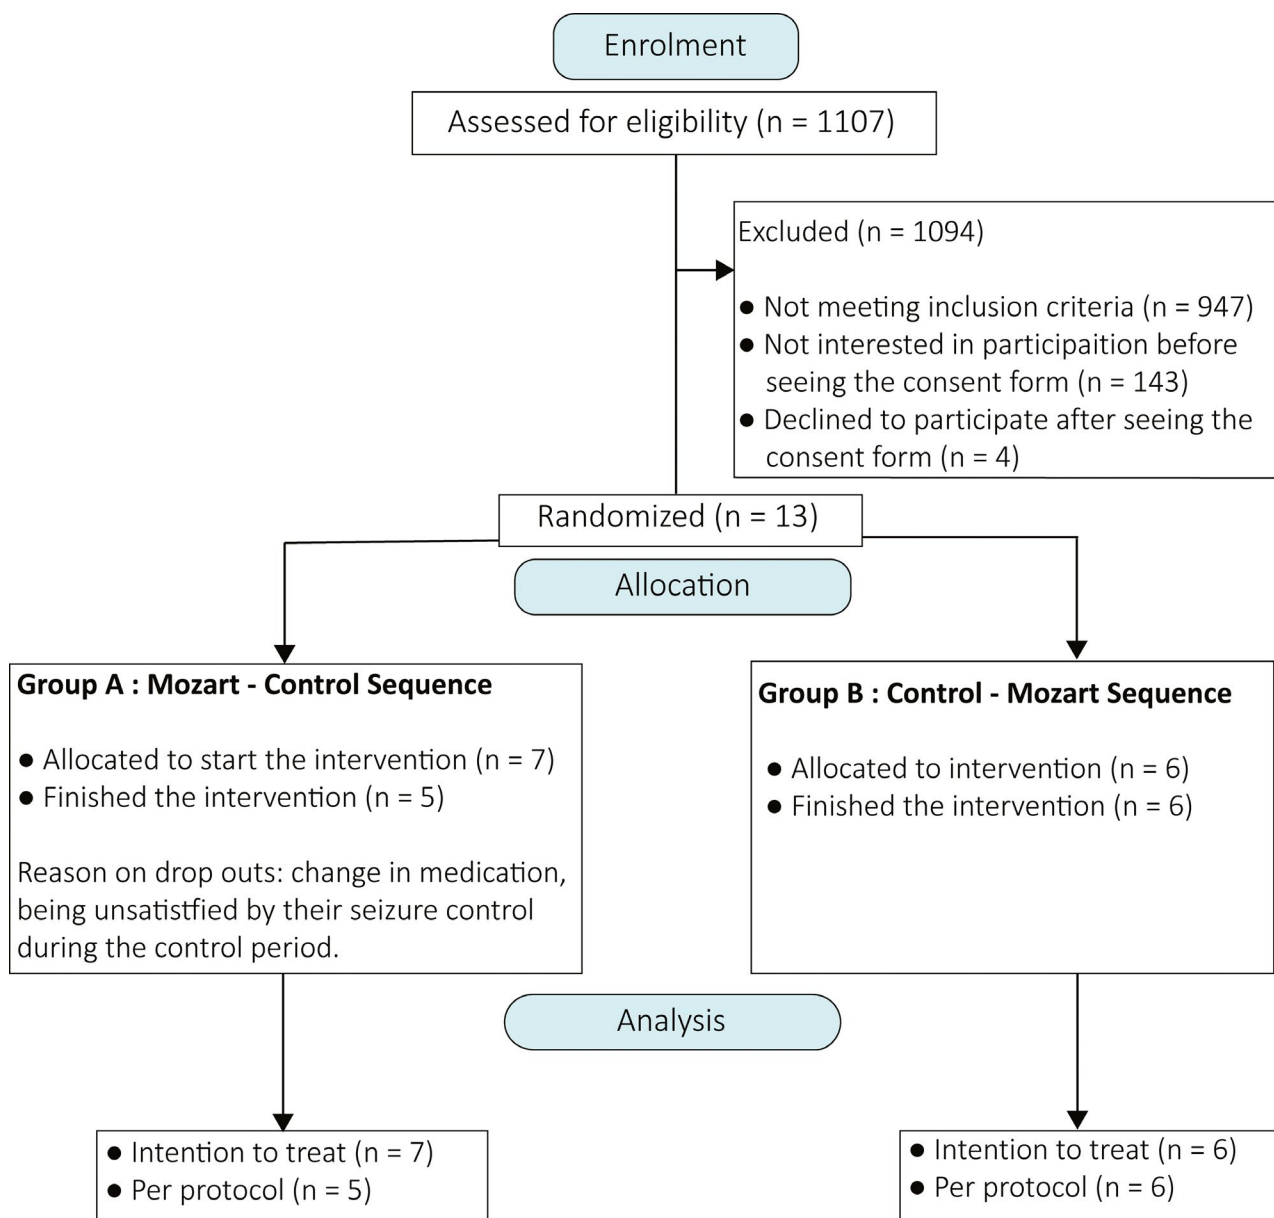 Enrolment
Assessed for eligibility (n = 1107)
Excluded (n = 1094)
● Not meeting inclusion criteria (n = 947)
● Not interested in participaition before
seeing the consent form (n = 143)
● Declined to participate after seeing the
consent form (n = 4)
Randomized (n = 13)
Allocation
Group A : Mozart - Control Sequence
● Allocated to start the intervention (n = 7)
● Finished the intervention (n = 5)
Reason on drop outs: change in medication,
being unsatistfied by their seizure control
during the control period.
Group B : Control - Mozart Sequence
● Allocated to intervention (n = 6)
● Finished the intervention (n = 6)
Analysis
● Intention to treat (n = 7)
● Per protocol (n = 5)
● Intention to treat (n = 6)
● Per protocol (n = 6)